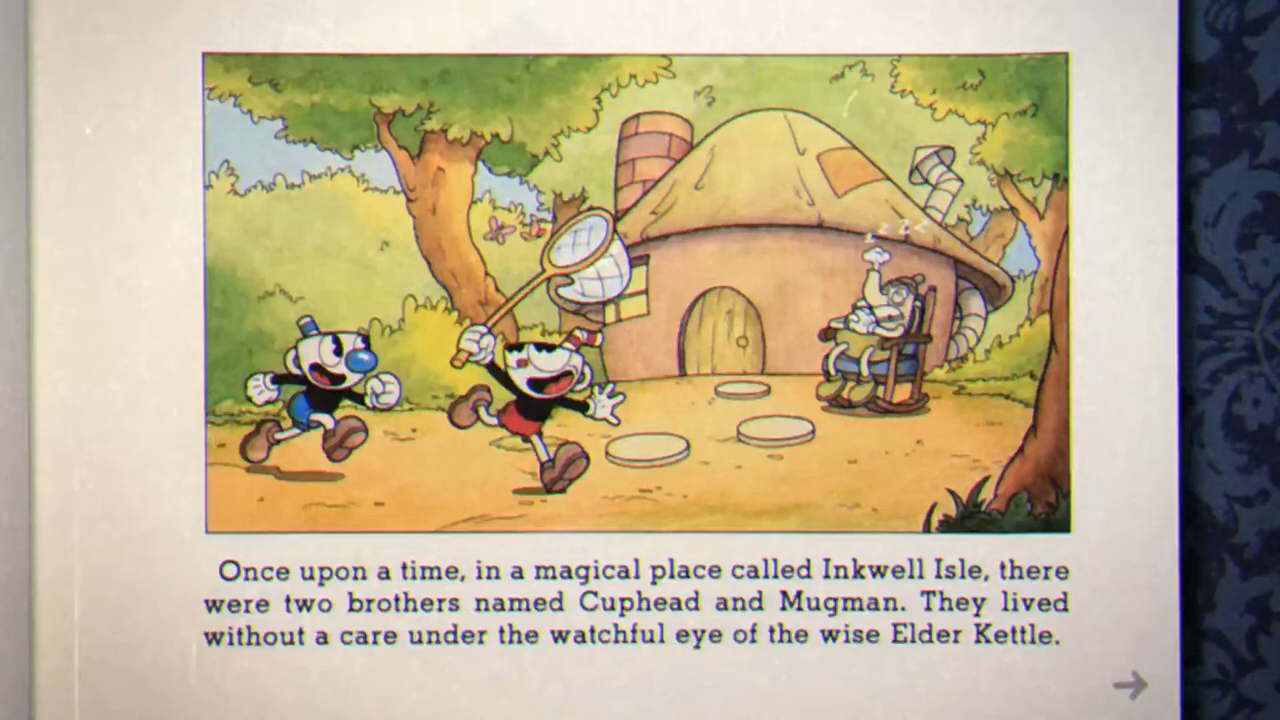 z z z z
Once upon a time, in a magical place called Inkwell Isle, there
were two brothers named Cuphead and Mugman. They lived
without a care under the watchful eye of the wise Elder Kettle.